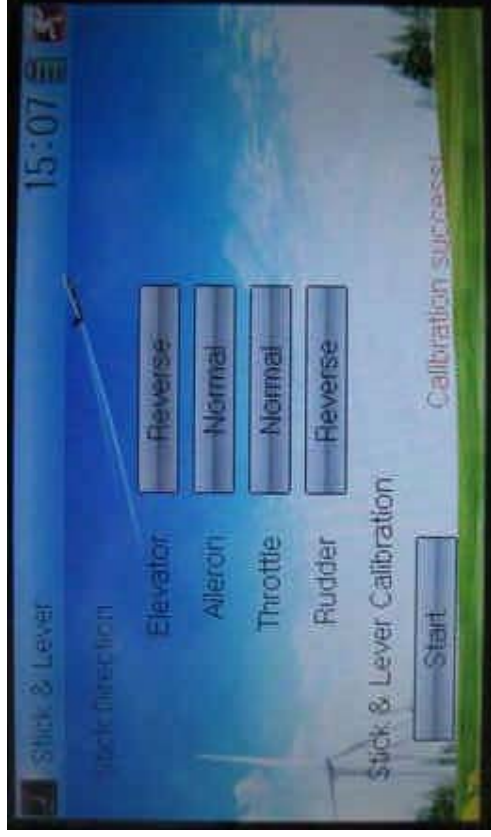 Stick & Lever 15:07
Stick Direction
Elevator Reverse
Aileron Normal
Throttle Normal
Rudder Reverse
Stick & Lever Calibration
Start Calibration success!